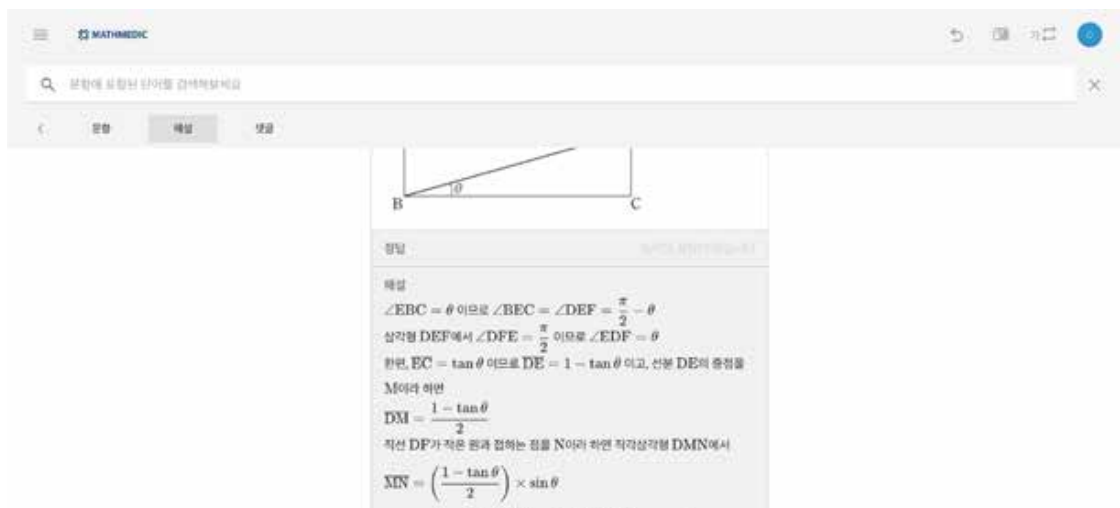 MATHMEDIC
문항에 포함된 단어를 검색해보세요
문항 해설 댓글
θ
B C
정답
해설
∠EBC = θ 이므로 ∠BEC = ∠DEF = π/2 − θ
삼각형 DEF에서 ∠DFE = π/2 이므로 ∠EDF = θ
한편, E̅C̅ = tan θ 이므로 D̅E̅ = 1 − tan θ 이고, 선분 DE의 중점을
M이라 하면
D̅M̅ = (1 − tan θ)/2
직선 DF가 작은 원과 접하는 점을 N이라 하면 직각삼각형 DMN에서
M̅N̅ = ((1 − tan θ)/2) × sin θ